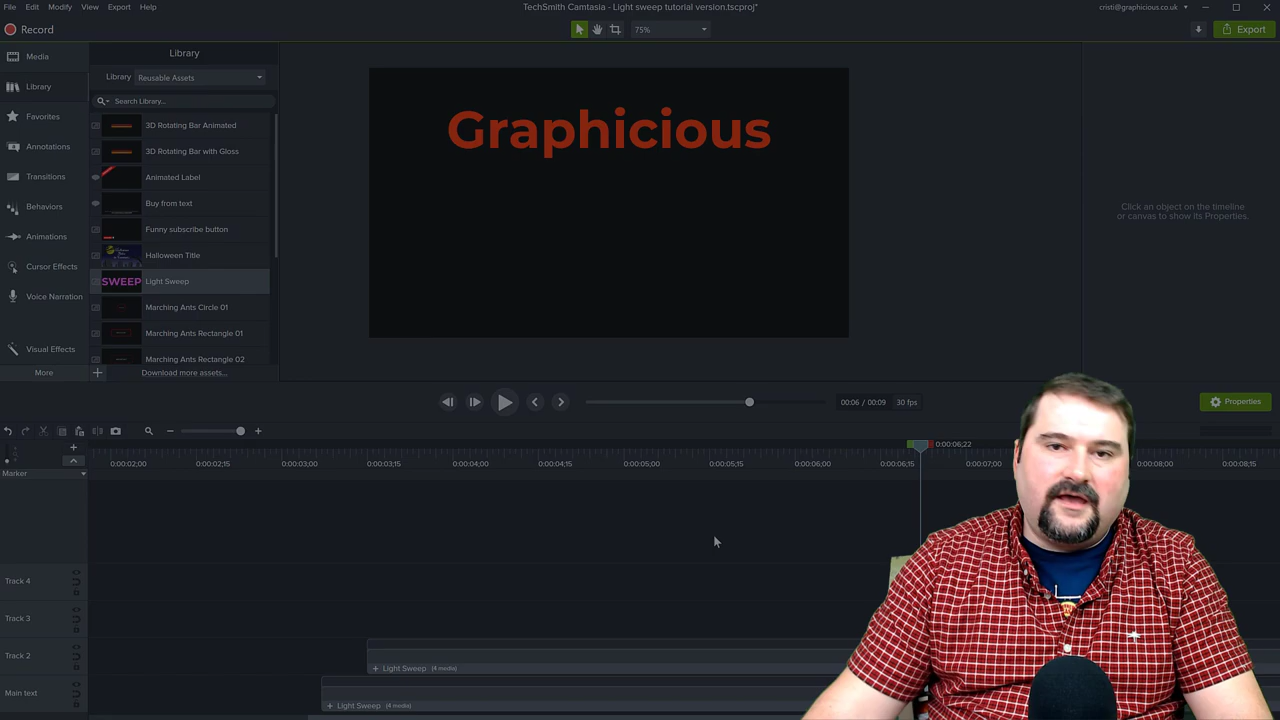 File Edit Modify View Export Help
TechSmith Camtasia - Light sweep tutorial version.tscproj*
cristi@graphicious.co.uk
Record
75%
Export
Media
Library
Favorites
Annotations
Transitions
Behaviors
Animations
Cursor Effects
Voice Narration
Visual Effects
More
Library
Library Reusable Assets
Search Library...
3D Rotating Bar Animated
3D Rotating Bar with Gloss
Animated Label
Buy from text
Funny subscribe button
Halloween Title
SWEEP Light Sweep
Marching Ants Circle 01
Marching Ants Rectangle 01
Marching Ants Rectangle 02
Download more assets...
Graphicious
Click an object on the timeline
or canvas to show its Properties.
00:06 / 00:09 30 fps
Properties
0:00:06;22
0:00:02;00 0:00:02;15 0:00:03;00 0:00:03;15 0:00:04;00 0:00:04;15 0:00:05;00 0:00:05;15 0:00:06;15 0:00:07;00 0:00:08;00 0:00:08;15
Marker
Track 4
Track 3
Track 2
Light Sweep (4 media)
Main text
Light Sweep (4 media)